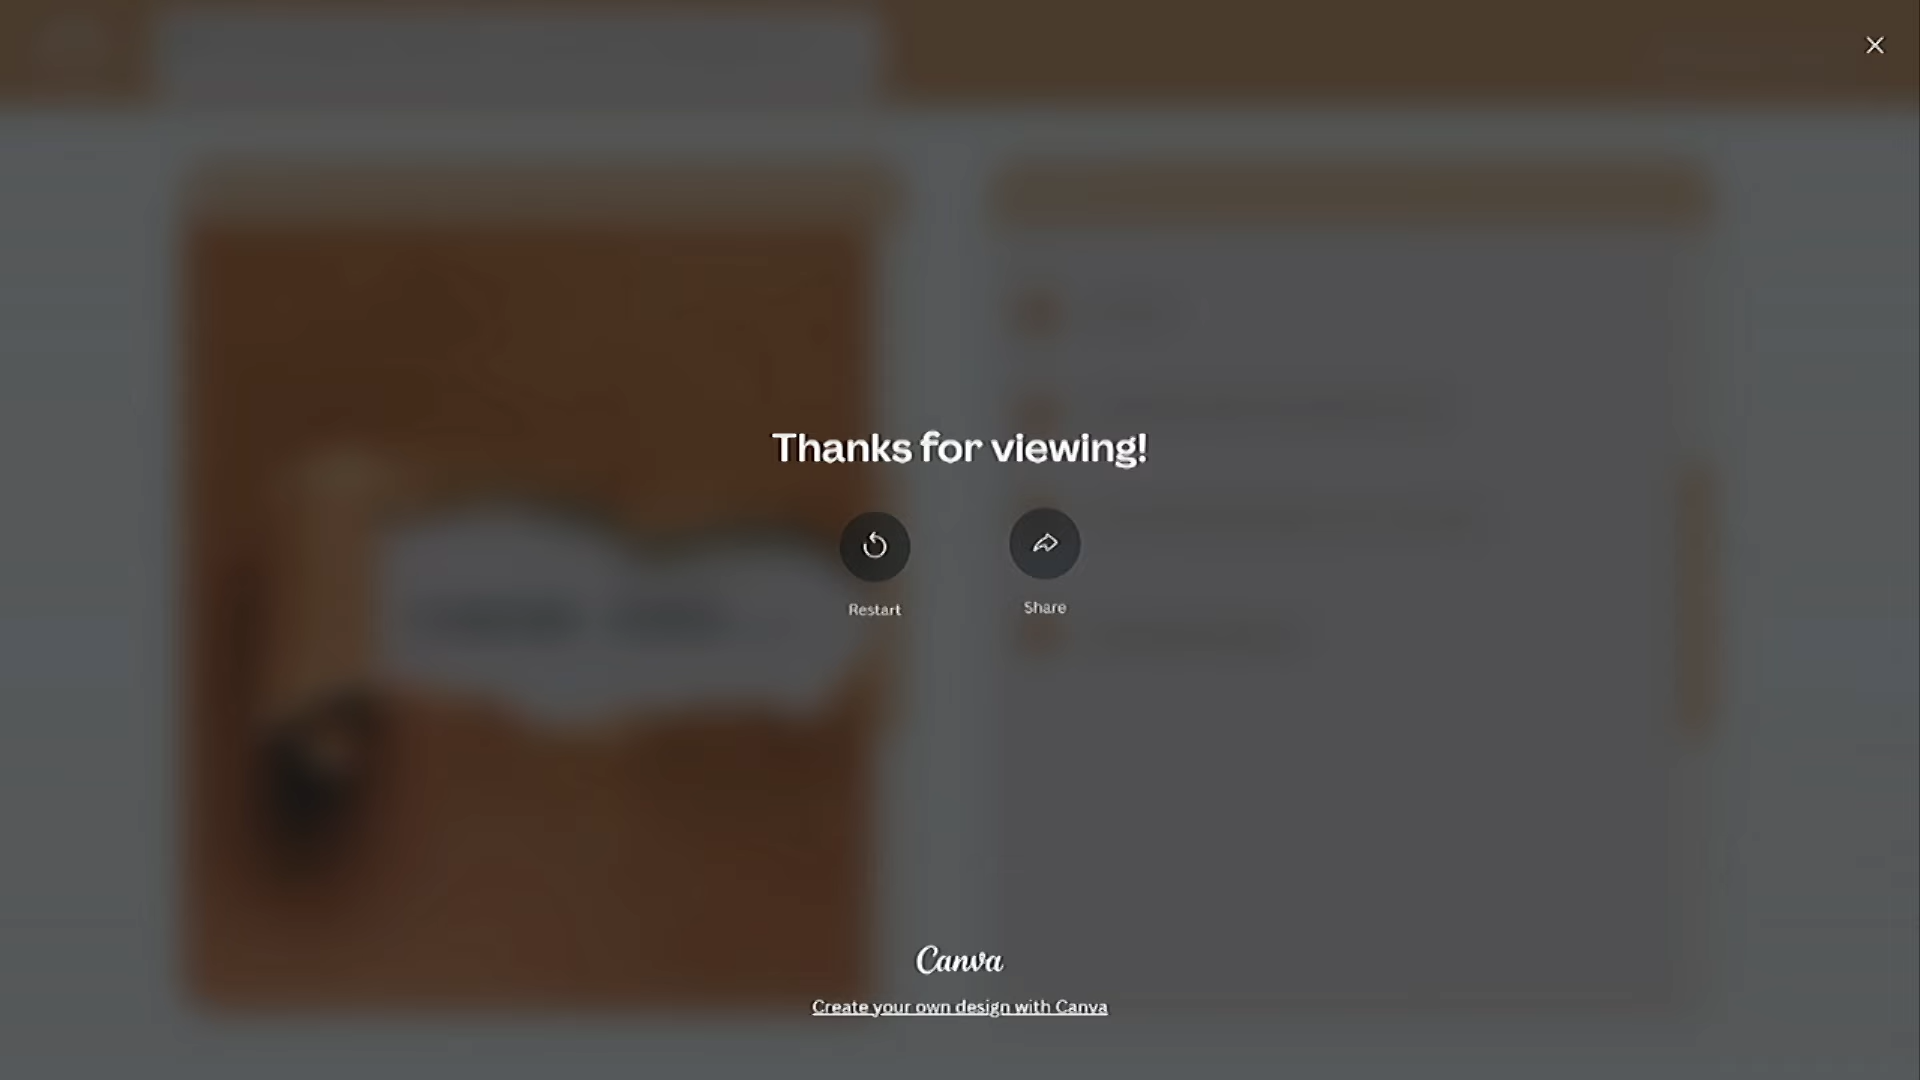 Thanks for viewing!
Restart
Share
Canva
Create your own design with Canva